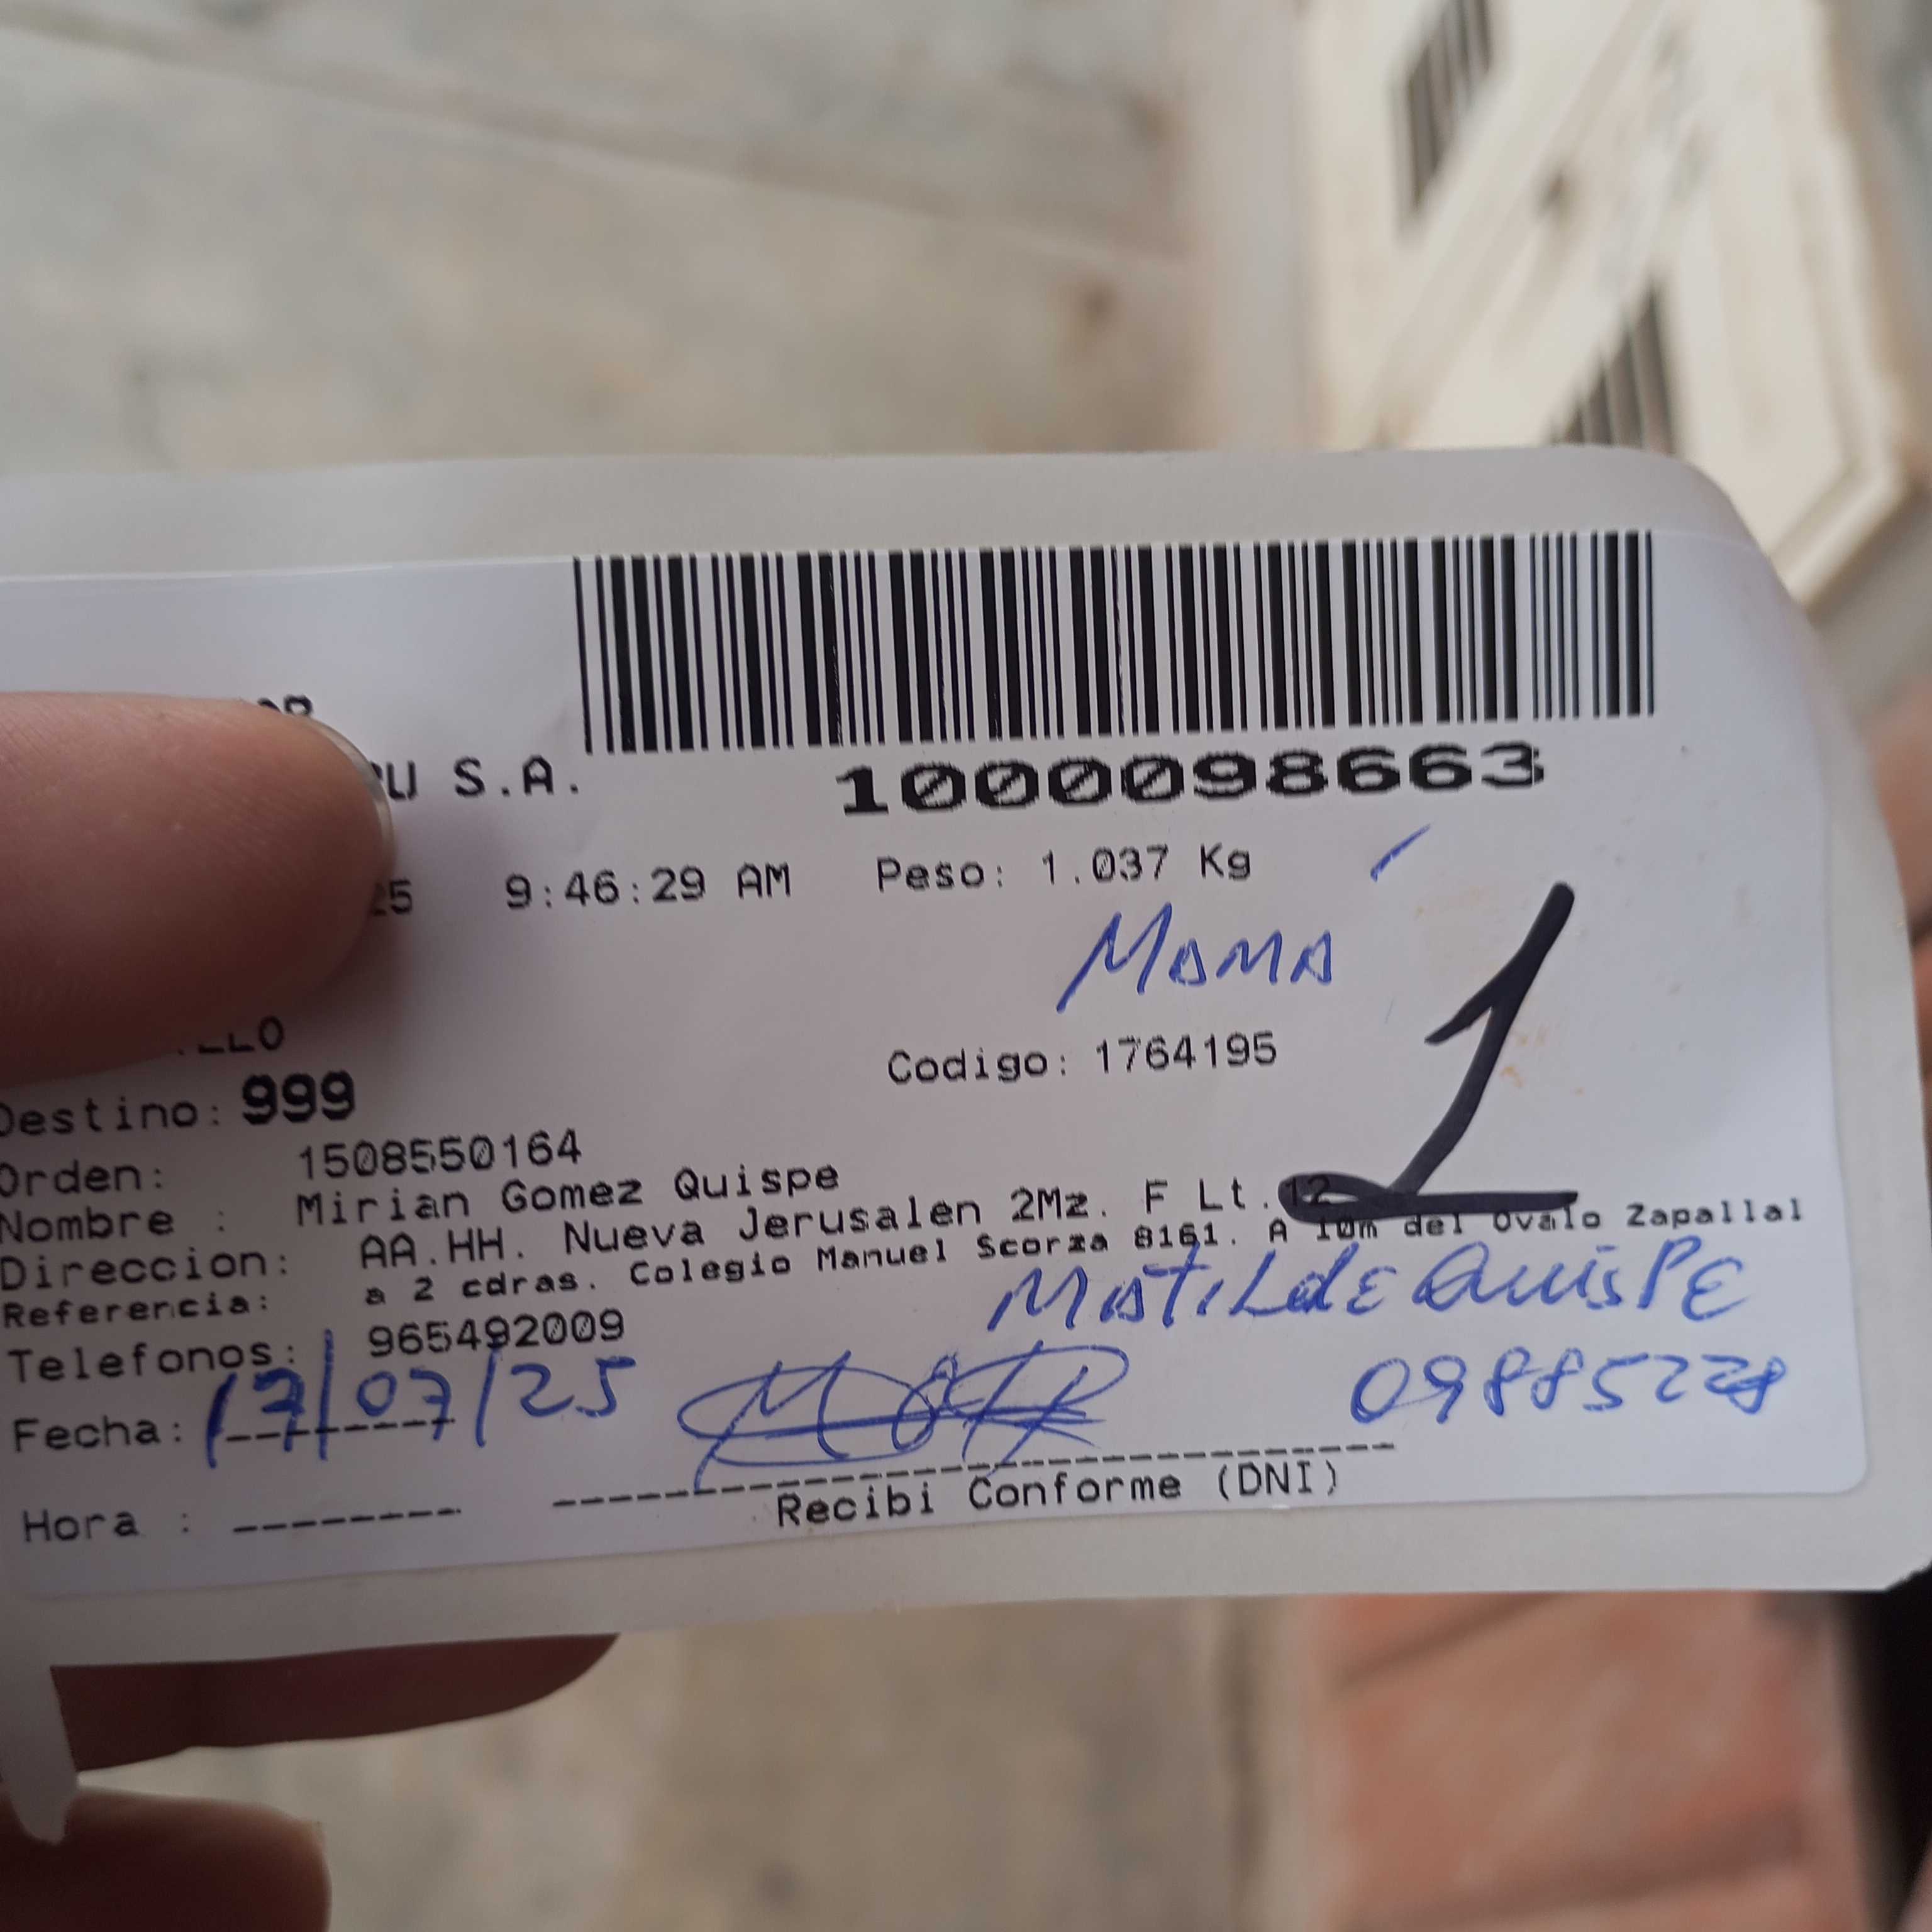 U S.A.
1000098663
25 9:46:29 AM Peso: 1.037 Kg
MAMA
LLO
Codigo: 1764195
1
Destino: 999
Orden: 1508550164
Nombre : Mirian Gomez Quispe
Direccion: AA.HH. Nueva Jerusalen 2Mz. F Lt.12
Referencia: a 2 cdras. Colegio Manuel Scorza 8161. A 10m del Ovalo Zapallal
MATILdE QUISPE
Telefonos: 965492009
Fecha: 17/07/25
09885228
Hora : --------
Recibi Conforme (DNI)